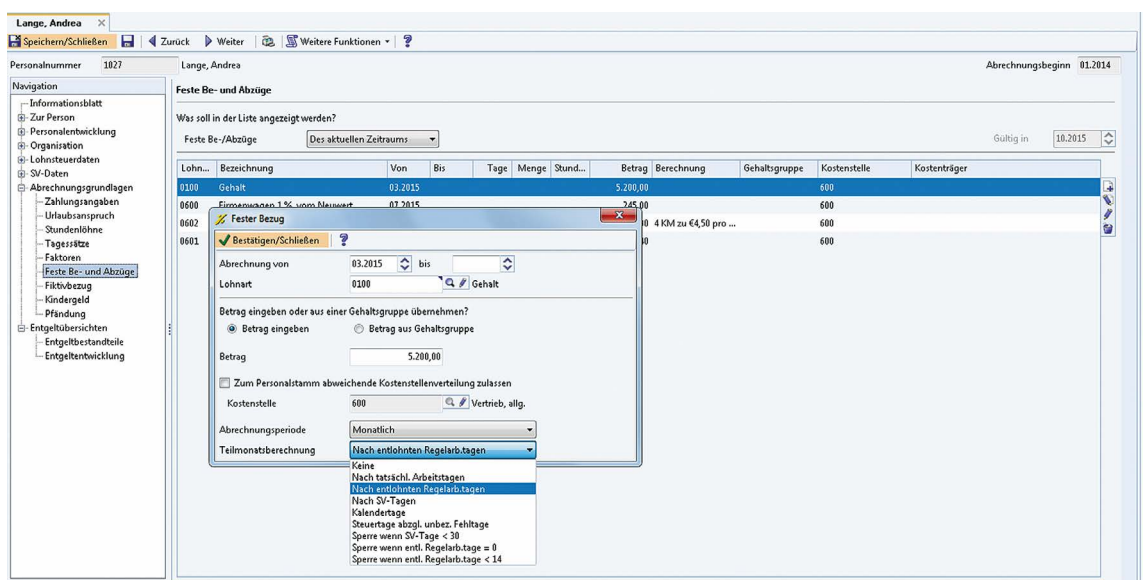 Lange, Andrea
Speichern/Schließen Zurück Weiter Weitere Funktionen
Personalnummer 1027 Lange, Andrea Abrechnungsbeginn 01.2014
Navigation
Informationsblatt
Zur Person
Personalentwicklung
Organisation
Lohnsteuerdaten
SV-Daten
Abrechnungsgrundlagen
Zahlungsangaben
Urlaubsanspruch
Stundenlöhne
Tagessätze
Faktoren
Feste Be- und Abzüge
Fiktivbezug
Kindergeld
Pfändung
Entgeltübersichten
Entgeltbestandteile
Entgeltentwicklung
Feste Be- und Abzüge
Was soll in der Liste angezeigt werden?
Feste Be-/Abzüge Des aktuellen Zeitraums Gültig in 10.2015
Lohn... Bezeichnung Von Bis Tage Menge Stund... Betrag Berechnung Gehaltsgruppe Kostenstelle Kostenträger
0100 Gehalt 03.2015 5.200,00 600
0600 Firmenwagen 1 % vom Neuwert 07.2015 245,00 600
0602 4 KM zu €4,50 pro ... 600
0601 600
Fester Bezug
Bestätigen/Schließen
Abrechnung von 03.2015 bis
Lohnart 0100 Gehalt
Betrag eingeben oder aus einer Gehaltsgruppe übernehmen?
Betrag eingeben Betrag aus Gehaltsgruppe
Betrag 5.200,00
Zum Personalstamm abweichende Kostenstellenverteilung zulassen
Kostenstelle 600 Vertrieb, allg.
Abrechnungsperiode Monatlich
Teilmonatsberechnung Nach entlohnten Regelarb.tagen
Keine
Nach tatsächl. Arbeitstagen
Nach entlohnten Regelarb.tagen
Nach SV-Tagen
Kalendertage
Steuertage abzgl. unbez. Fehltage
Sperre wenn SV-Tage < 30
Sperre wenn entl. Regelarb.tage = 0
Sperre wenn entl. Regelarb.tage < 14